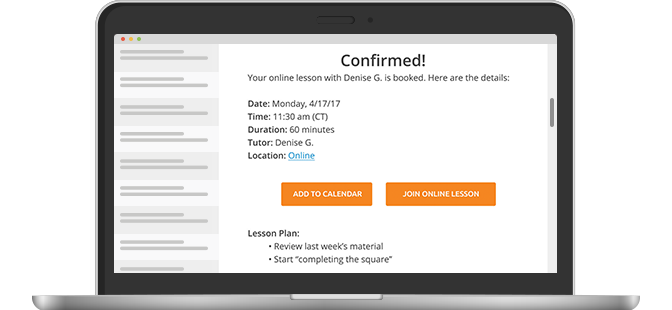 Confirmed!
Your online lesson with Denise G. is booked. Here are the details:
Date: Monday, 4/17/17
Time: 11:30 am (CT)
Duration: 60 minutes
Tutor: Denise G.
Location: Online
ADD TO CALENDAR
JOIN ONLINE LESSON
Lesson Plan:
• Review last week's material
• Start “completing the square”